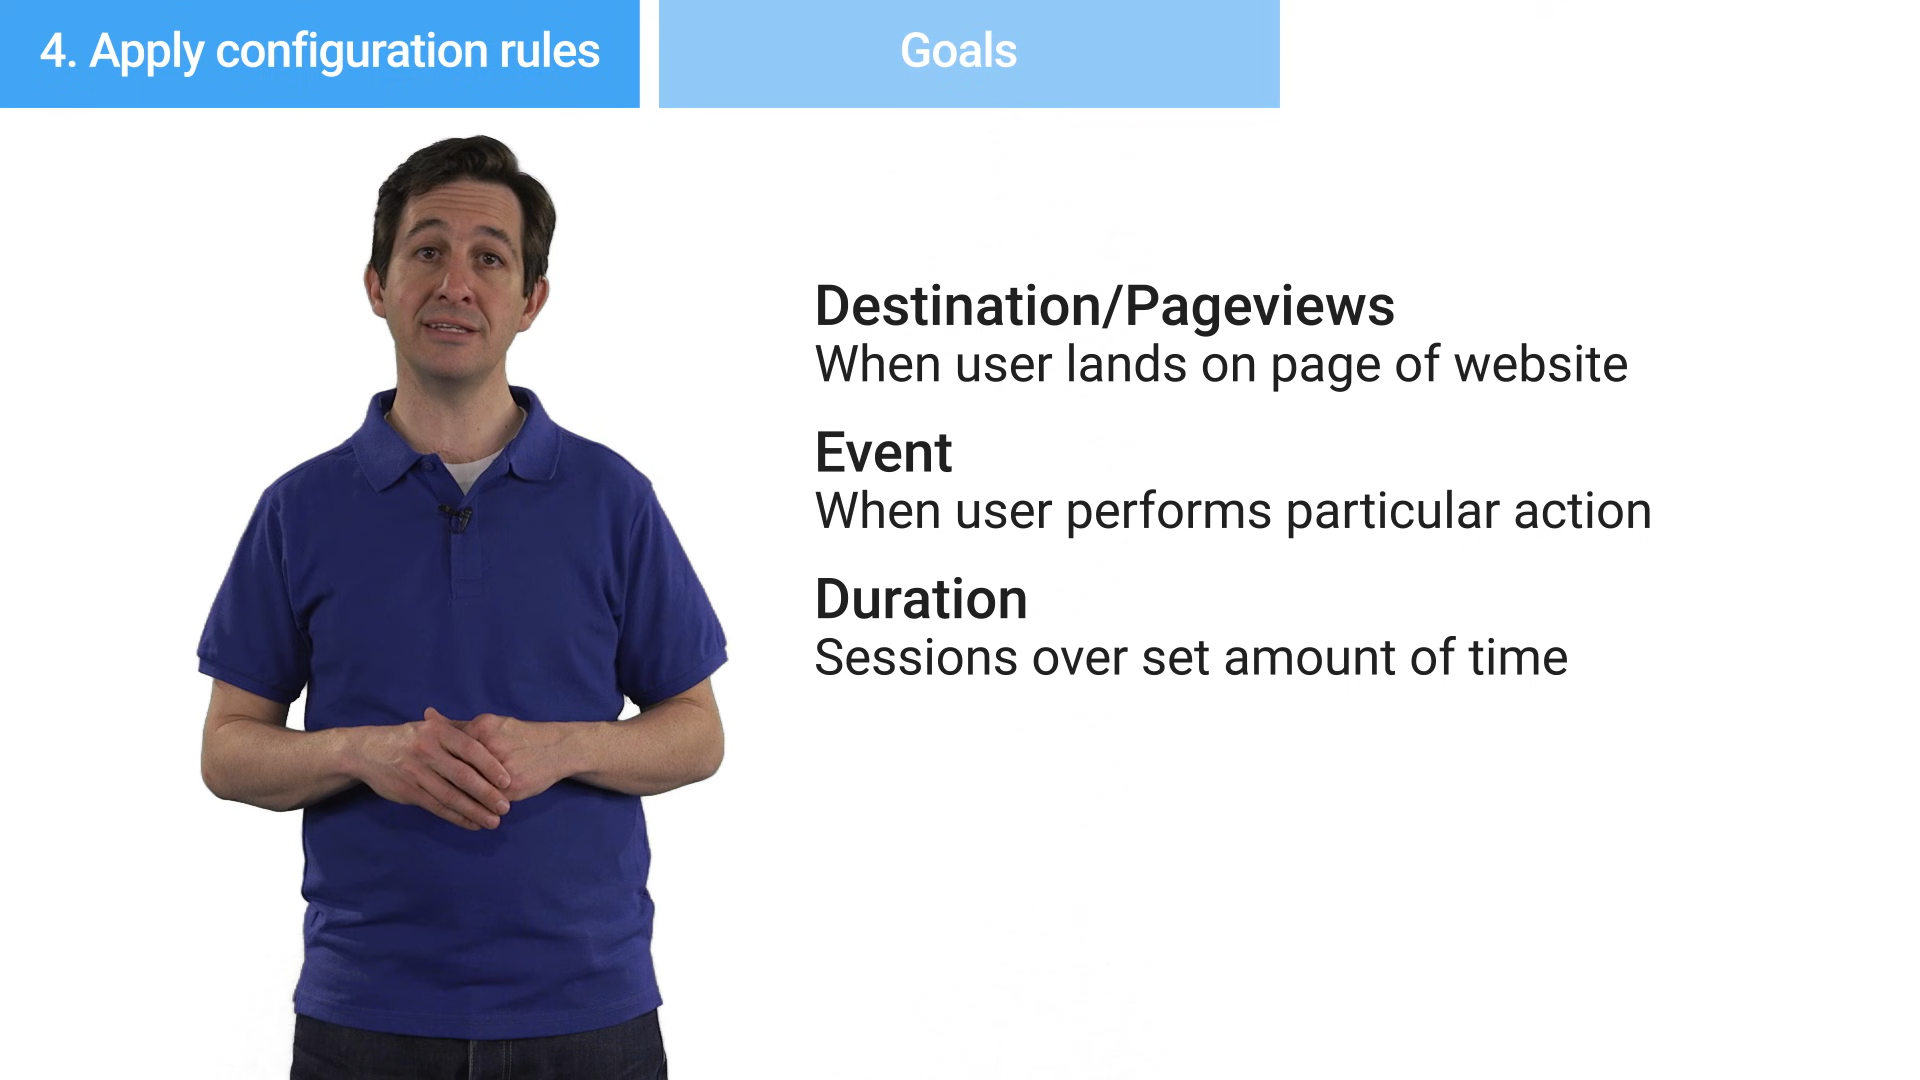 4. Apply configuration rules
Goals
Destination/Pageviews
When user lands on page of website
Event
When user performs particular action
Duration
Sessions over set amount of time